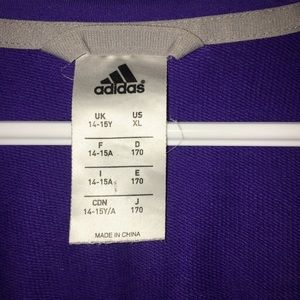 adidas
UK US
14-15Y XL
F D
14-15A 170
I E
14-15A 170
CDN J
14-15Y/A 170
MADE IN CHINA